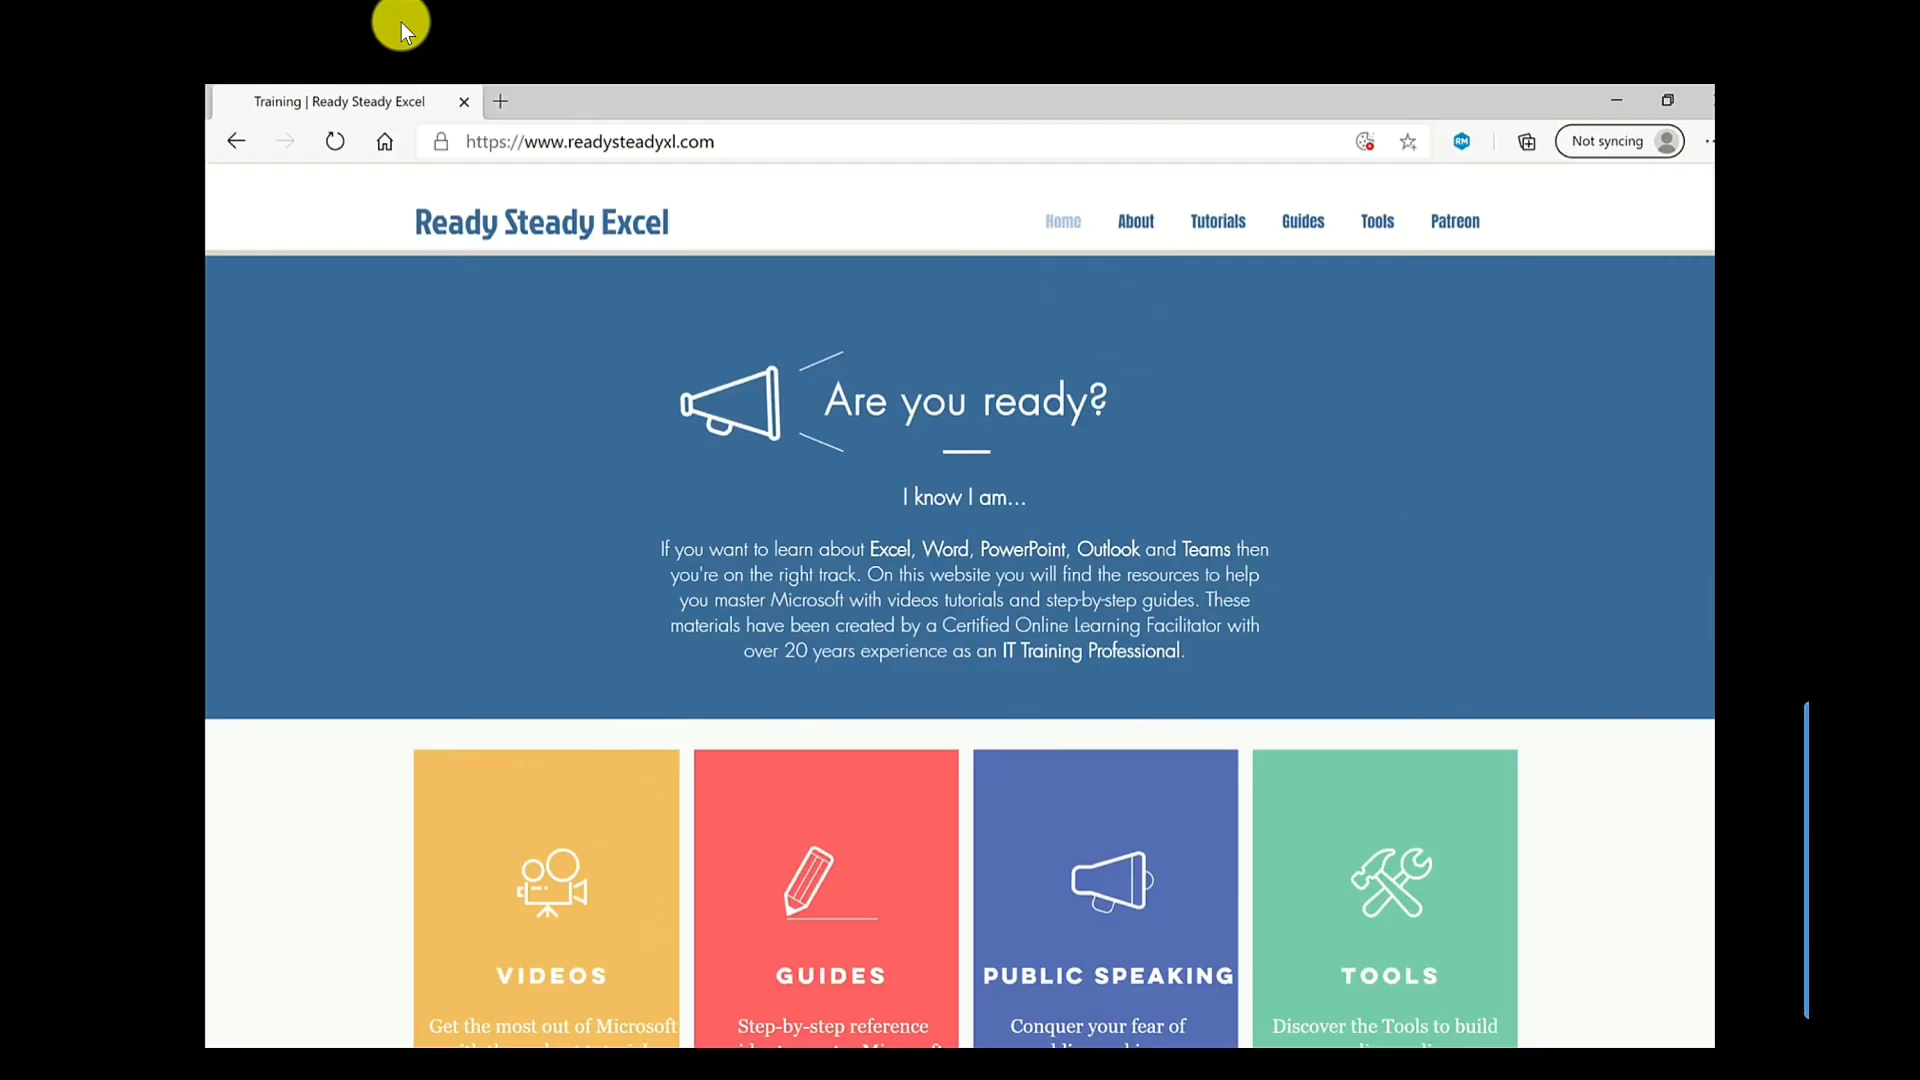 Training | Ready Steady Excel
https://www.readysteadyxl.com
RM
Not syncing
Ready Steady Excel
Home About Tutorials Guides Tools Patreon
Are you ready?
I know I am...
If you want to learn about Excel, Word, PowerPoint, Outlook and Teams then
you're on the right track. On this website you will find the resources to help
you master Microsoft with videos tutorials and step-by-step guides. These
materials have been created by a Certified Online Learning Facilitator with
over 20 years experience as an IT Training Professional.
VIDEOS
Get the most out of Microsoft
GUIDES
Step-by-step reference
PUBLIC SPEAKING
Conquer your fear of
TOOLS
Discover the Tools to build